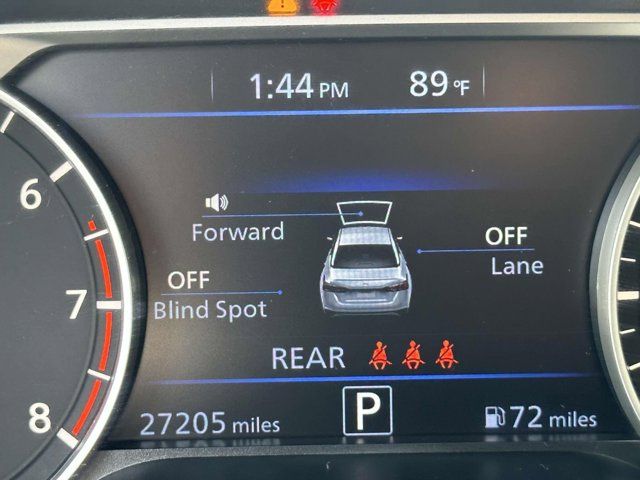 1:44 PM 89 °F
Forward
OFF
Lane
OFF
Blind Spot
6
7
8
REAR
27205 miles P 72 miles